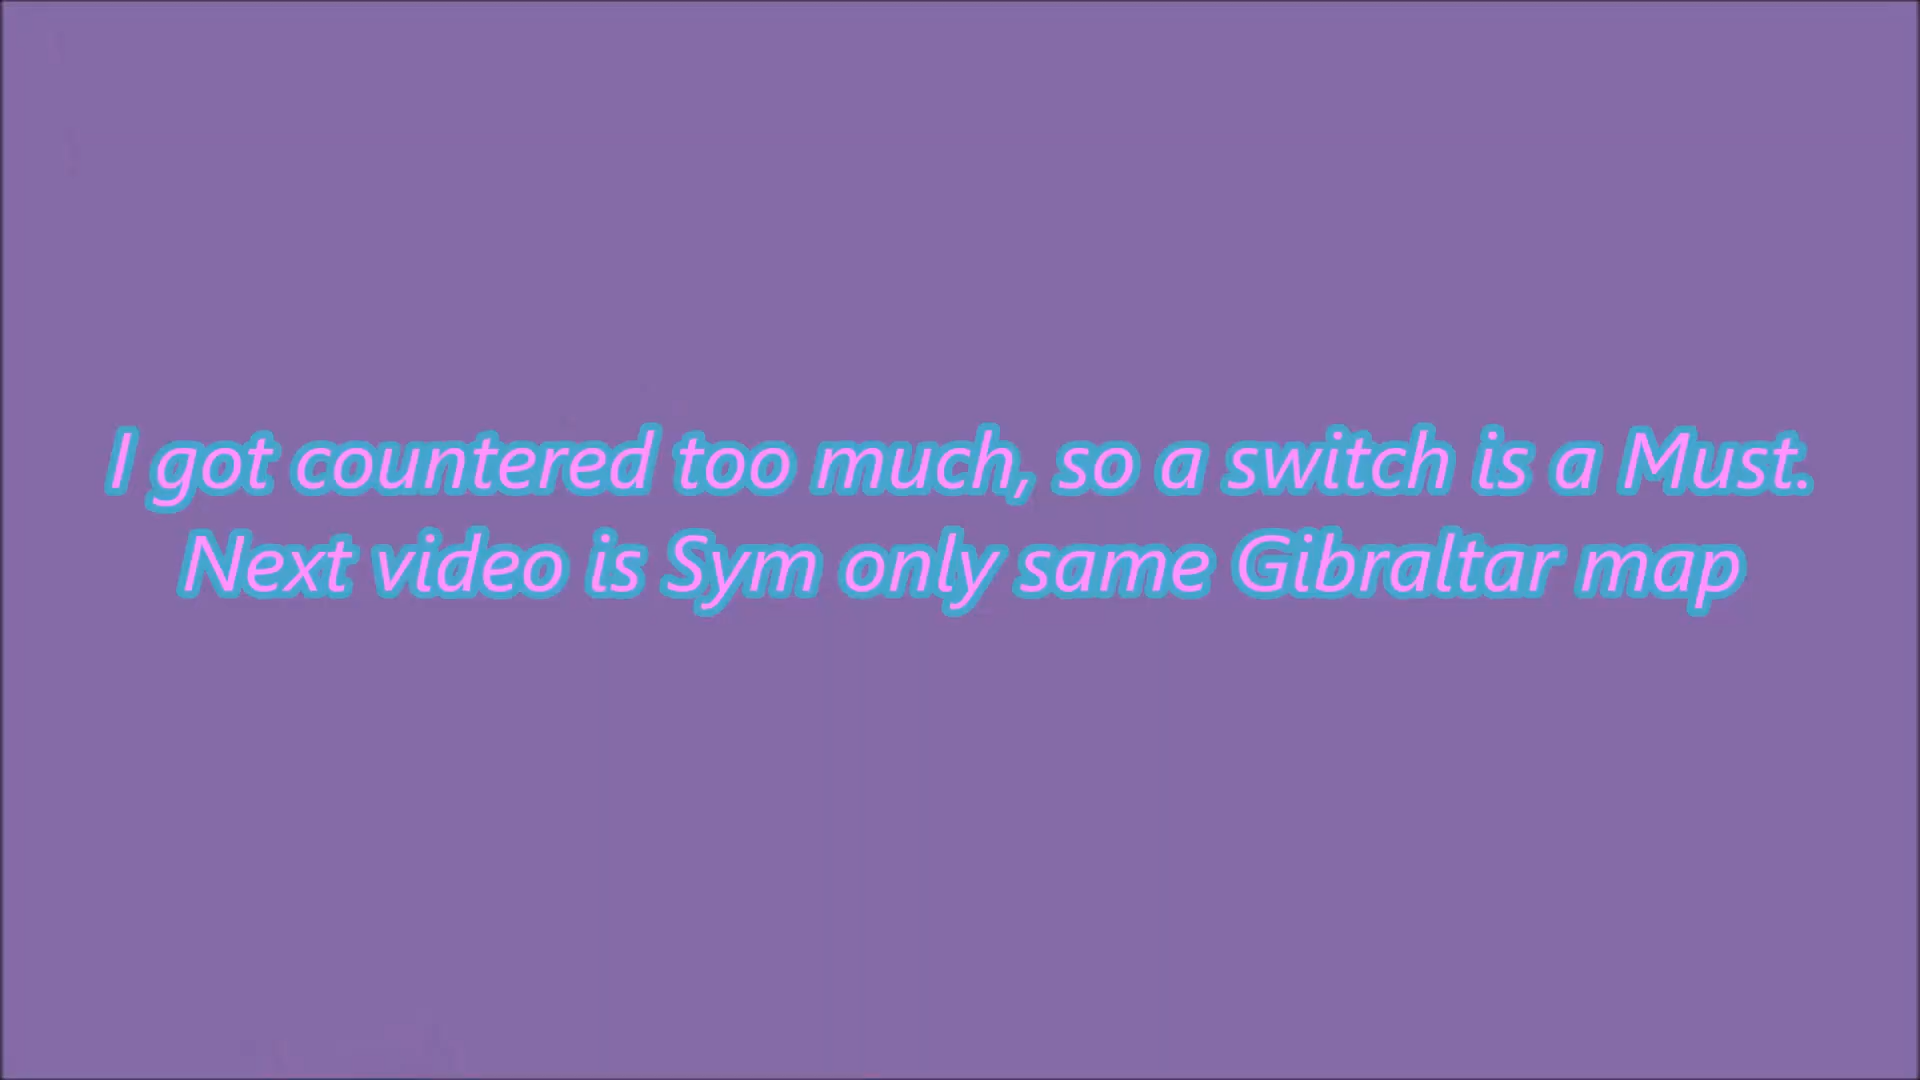 I got countered too much, so a switch is a Must.
Next video is Sym only same Gibraltar map